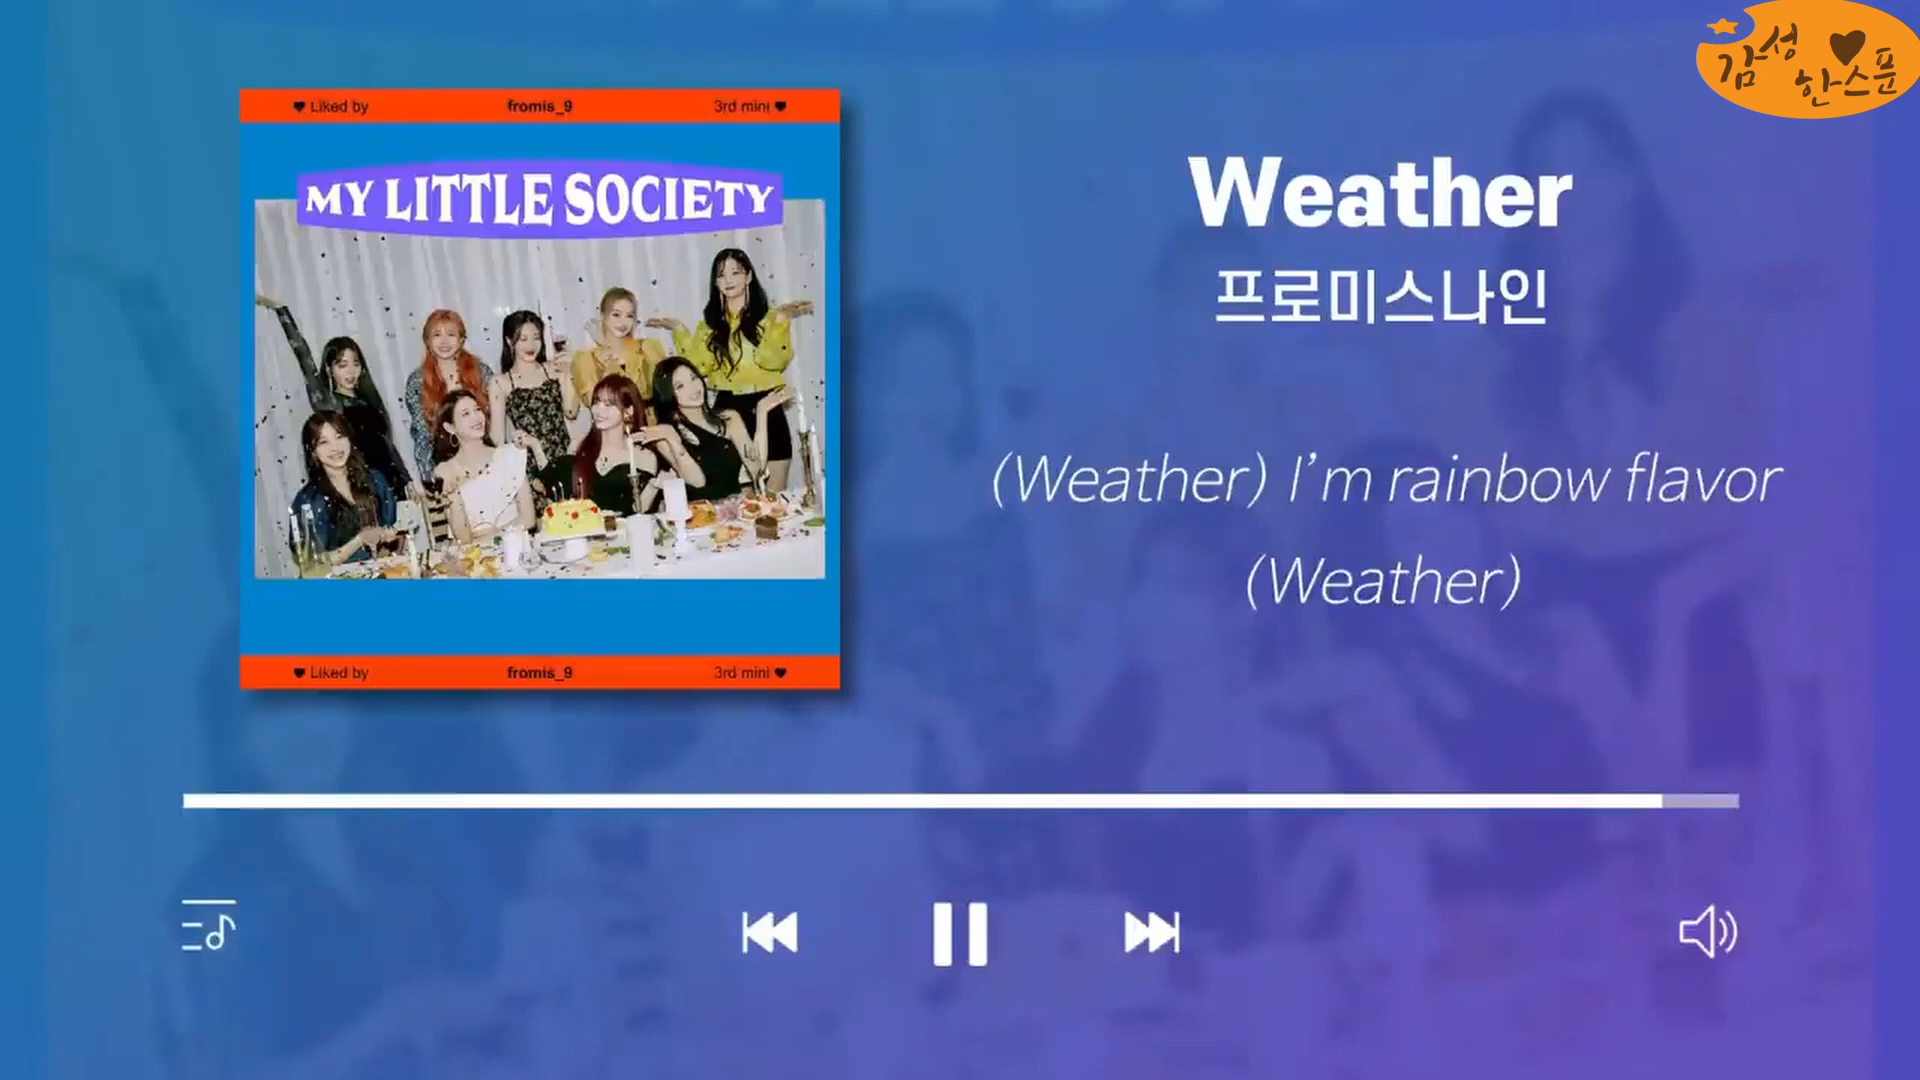 감성
한스푼
♥ Liked by fromis_9 3rd mini ♥
MY LITTLE SOCIETY
♥ Liked by fromis_9 3rd mini ♥
Weather
프로미스나인
(Weather) I’m rainbow flavor
(Weather)